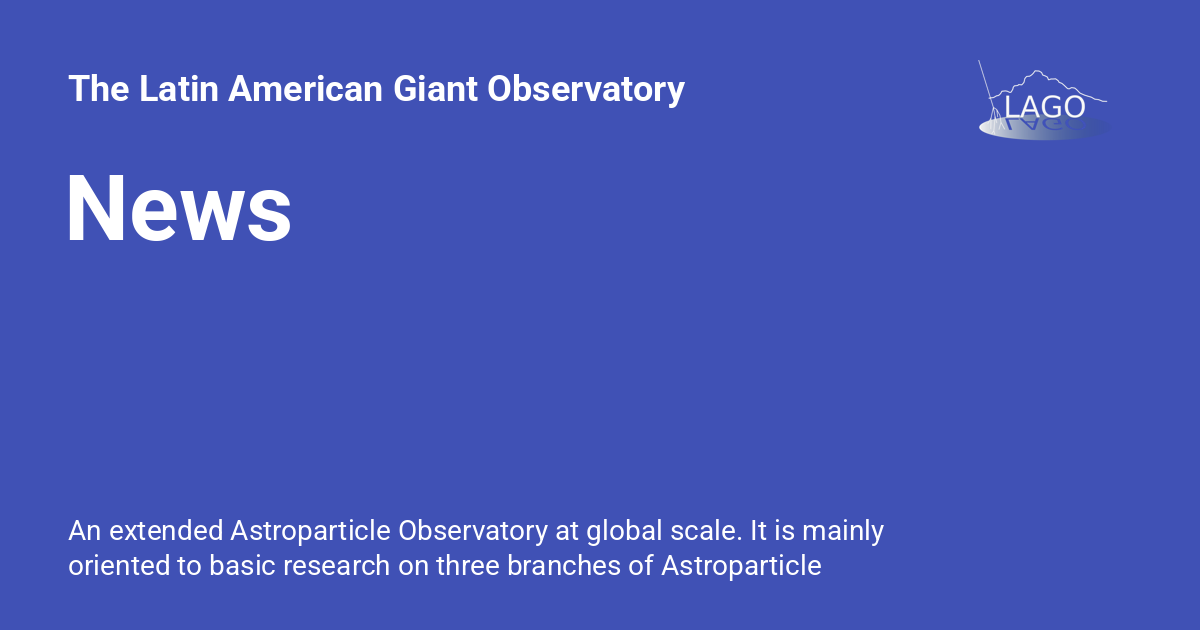 The Latin American Giant Observatory
LAGO
LAGO
News
An extended Astroparticle Observatory at global scale. It is mainly
oriented to basic research on three branches of Astroparticle